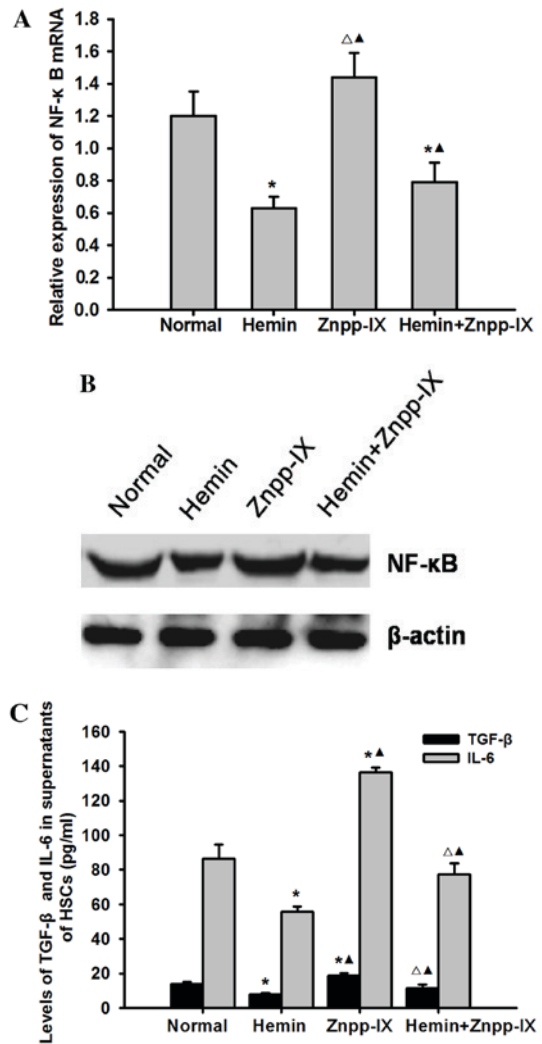 A
Relative expression of NF-κ B mRNA
1.8
1.6
1.4
1.2
1.0
0.8
0.6
0.4
0.2
0.0
*
△▲
*▲
Normal Hemin Znpp-IX Hemin+Znpp-IX
B
Normal Hemin Znpp-IX Hemin+Znpp-IX
NF-κB
β-actin
C
Levels of TGF-β and IL-6 in supernatants
of HSCs (pg/ml)
160
140
120
100
80
60
40
20
0
TGF-β
IL-6
*
*
*▲
*▲
△▲
△▲
Normal Hemin Znpp-IX Hemin+Znpp-IX